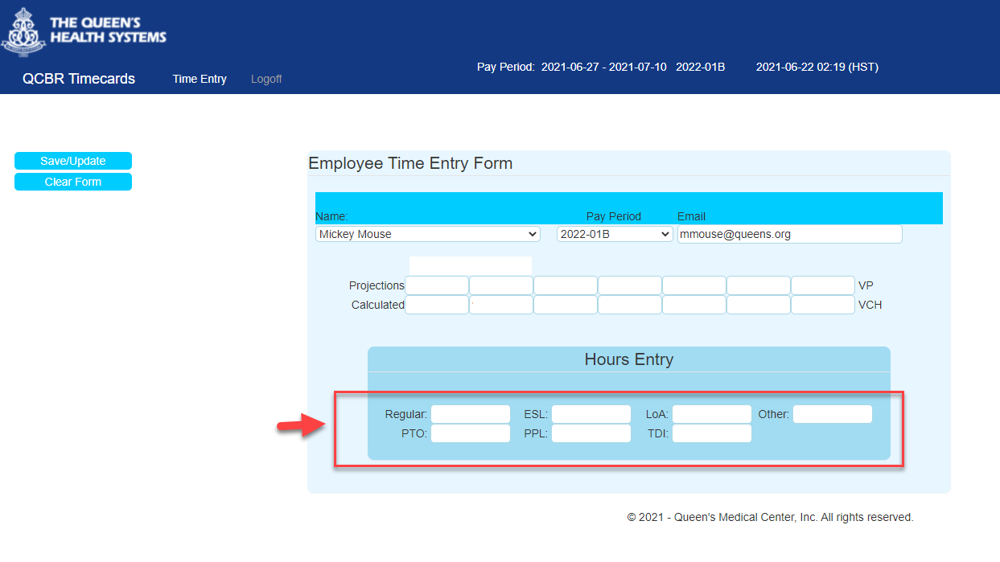 THE QUEEN'S
HEALTH SYSTEMS
QCBR Timecards Time Entry Logoff
Pay Period: 2021-06-27 - 2021-07-10 2022-01B 2021-06-22 02:19 (HST)
Save/Update
Clear Form
Employee Time Entry Form
Name: Pay Period Email
Mickey Mouse 2022-01B mmouse@queens.org
Projections VP
Calculated VCH
Hours Entry
Regular: ESL: LoA: Other:
PTO: PPL: TDI:
© 2021 - Queen's Medical Center, Inc. All rights reserved.